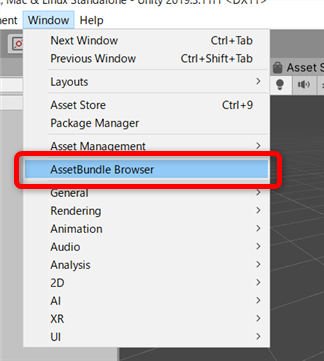 Mac & Linux Standalone - Unity 2019.3.11f1 <DX11>
Window Help
Next Window Ctrl+Tab
Previous Window Ctrl+Shift+Tab
Layouts
Asset Store Ctrl+9
Package Manager
Asset Management
AssetBundle Browser
General
Rendering
Animation
Audio
Analysis
2D
AI
XR
UI
Asset S